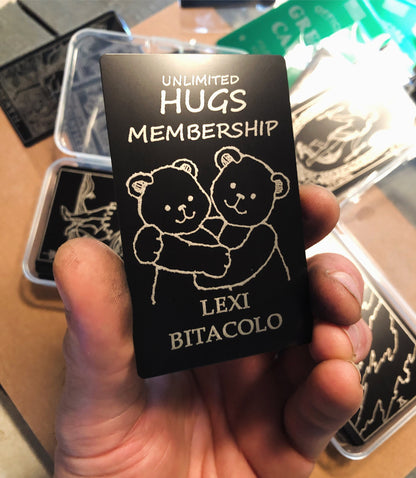 UNLIMITED
HUGS
MEMBERSHIP
LEXI
BITACOLO